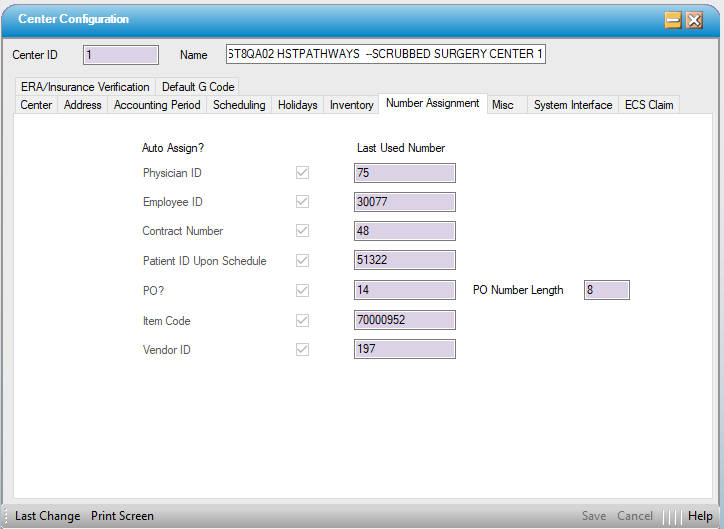 Center Configuration
Center ID 1 Name ST8QA02 HSTPATHWAYS --SCRUBBED SURGERY CENTER 1
ERA/Insurance Verification Default G Code
Center Address Accounting Period Scheduling Holidays Inventory Number Assignment Misc System Interface ECS Claim
Auto Assign? Last Used Number
Physician ID 75
Employee ID 30077
Contract Number 48
Patient ID Upon Schedule 51322
PO? 14 PO Number Length 8
Item Code 70000952
Vendor ID 197
Last Change Print Screen Save Cancel Help